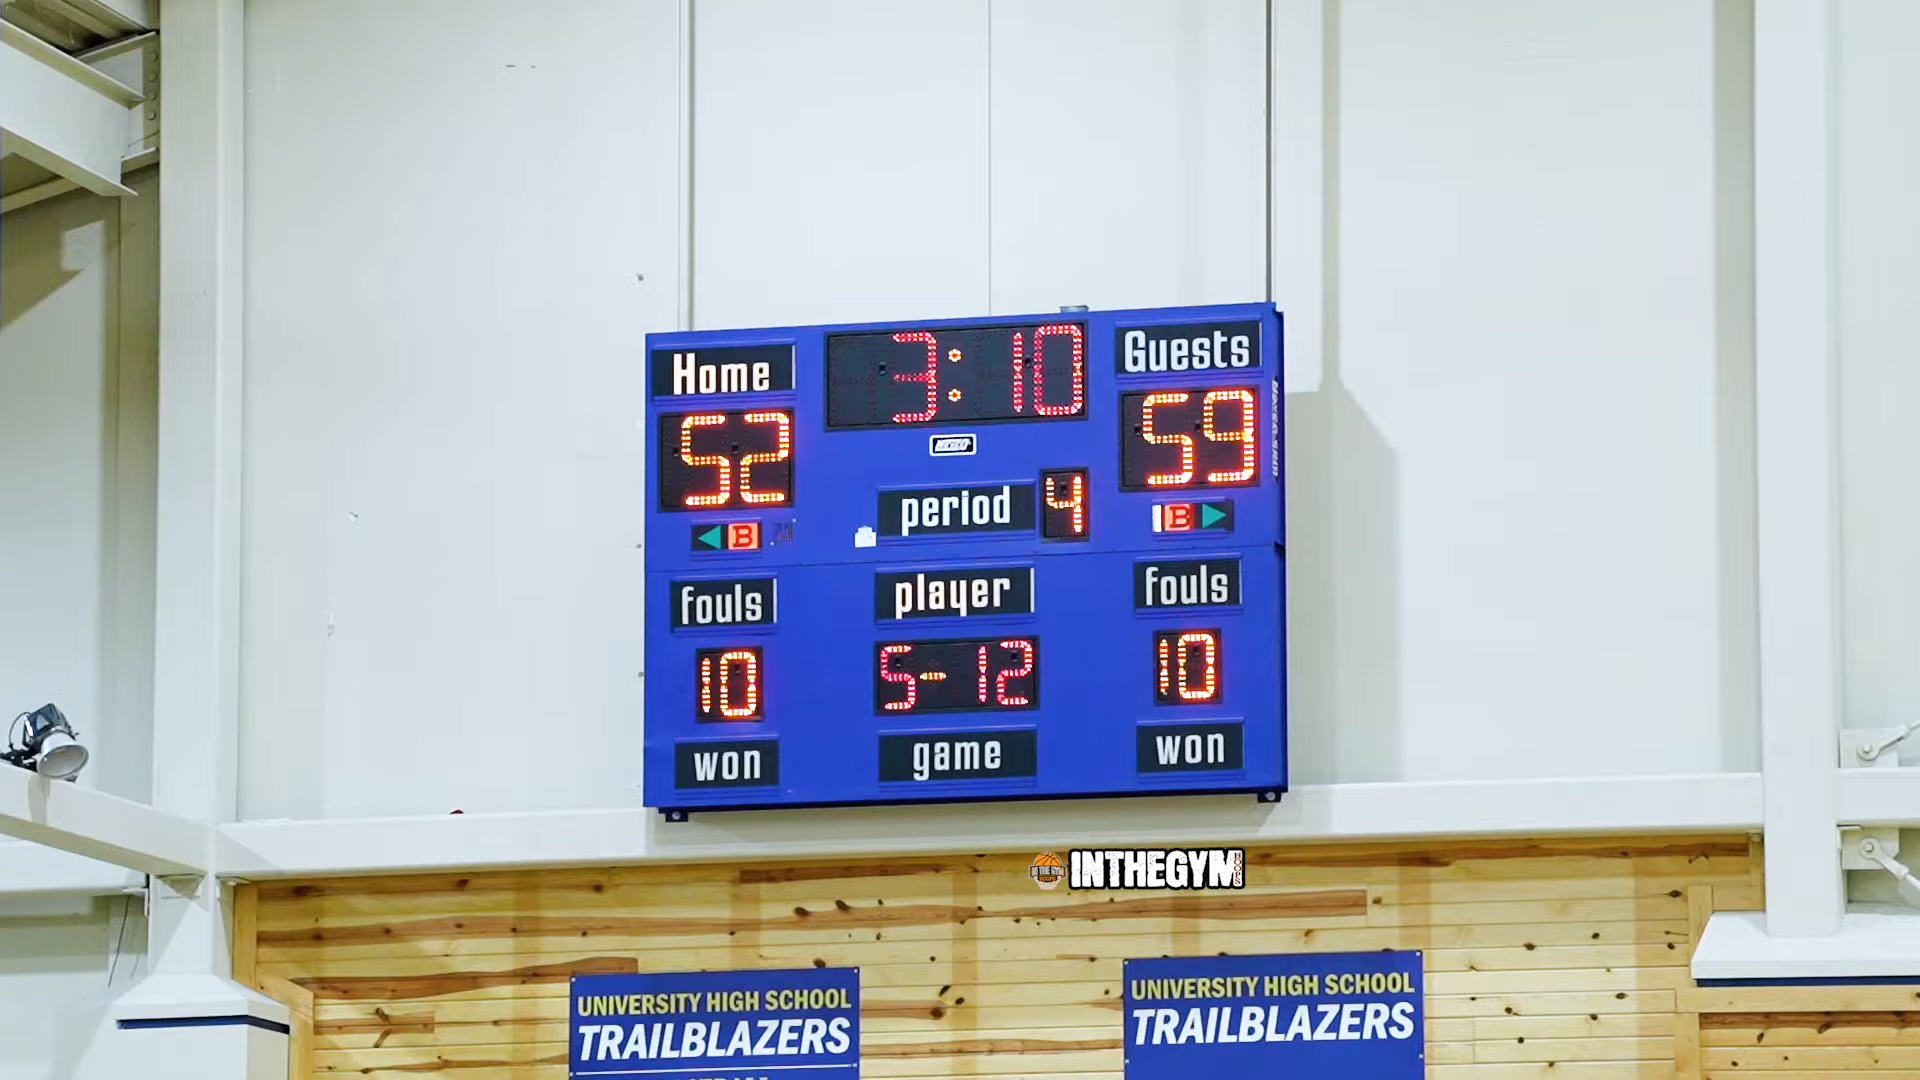 Home
3:10
Guests
52
59
period
4
B
B
fouls
player
fouls
10
5-12
10
won
game
won
INTHEGYM
HOOPS
UNIVERSITY HIGH SCHOOL
TRAILBLAZERS
UNIVERSITY HIGH SCHOOL
TRAILBLAZERS